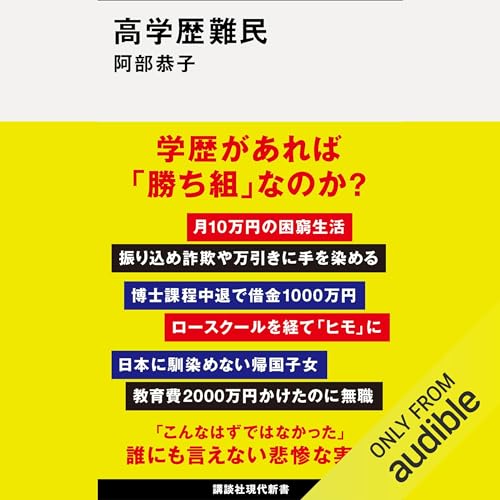 高学歴難民
阿部恭子
学歴があれば
「勝ち組」なのか?
月10万円の困窮生活
振り込め詐欺や万引きに手を染める
博士課程中退で借金1000万円
ロースクールを経て「ヒモ」に
日本に馴染めない帰国子女
教育費2000万円かけたのに無職
「こんなはずではなかった」
誰にも言えない悲惨な実
講談社現代新書
ONLY FROM
audible